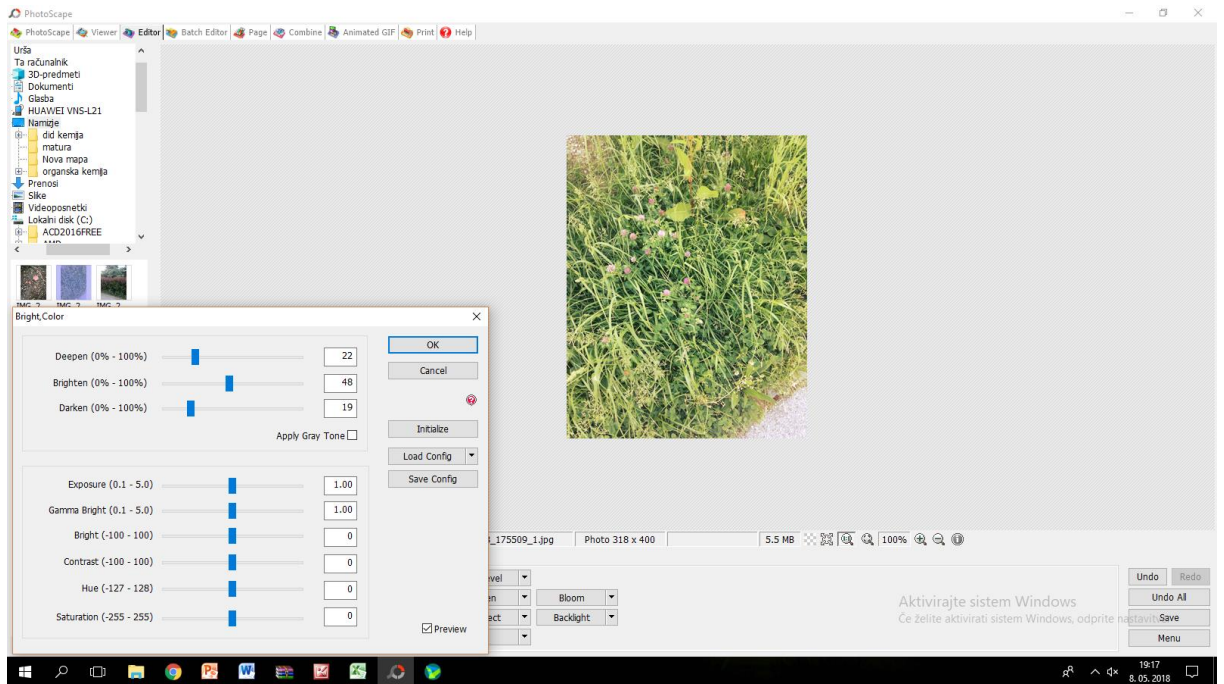 PhotoScape
PhotoScape Viewer Editor Batch Editor Page Combine Animated GIF Print Help
Urša
Ta računalnik
3D-predmeti
Dokumenti
Glasba
HUAWEI VNS-L21
Namizje
did kemija
matura
Nova mapa
organska kemija
Prenosi
Slike
Videoposnetki
Lokalni disk (C:)
ACD2016FREE
AMD
IMG_2 IMG_2 IMG_2
Bright,Color
Deepen (0% - 100%) 22
Brighten (0% - 100%) 48
Darken (0% - 100%) 19
Apply Gray Tone
OK
Cancel
Initialize
Load Config
Save Config
Exposure (0.1 - 5.0) 1.00
Gamma Bright (0.1 - 5.0) 1.00
Bright (-100 - 100) 0
Contrast (-100 - 100) 0
Hue (-127 - 128) 0
Saturation (-255 - 255) 0
Preview
_175509_1.jpg Photo 318 x 400 5.5 MB 100%
Bloom
Backlight
Undo Redo
Undo All
Save
Menu
Aktivirajte sistem Windows
Če želite aktivirati sistem Windows, odprite
19:17
8. 05. 2018